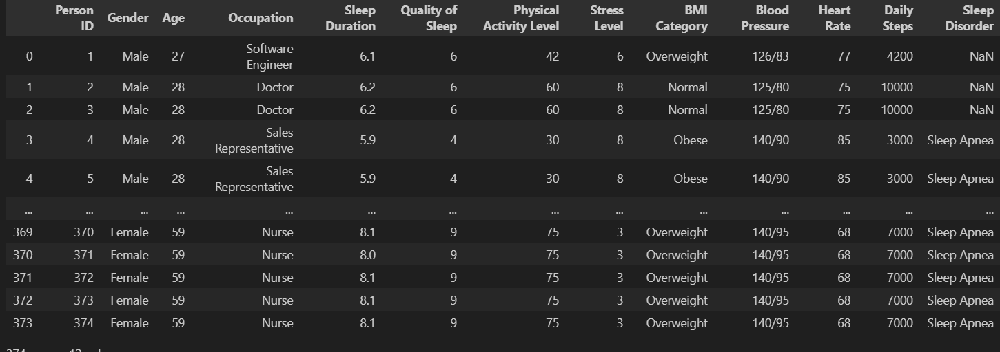 Person ID Gender Age Occupation Sleep Duration Quality of Sleep Physical Activity Level Stress Level BMI Category Blood Pressure Heart Rate Daily Steps Sleep Disorder
0 1 Male 27 Software Engineer 6.1 6 42 6 Overweight 126/83 77 4200 NaN
1 2 Male 28 Doctor 6.2 6 60 8 Normal 125/80 75 10000 NaN
2 3 Male 28 Doctor 6.2 6 60 8 Normal 125/80 75 10000 NaN
3 4 Male 28 Sales Representative 5.9 4 30 8 Obese 140/90 85 3000 Sleep Apnea
4 5 Male 28 Sales Representative 5.9 4 30 8 Obese 140/90 85 3000 Sleep Apnea
... ... ... ... ... ... ... ... ... ... ... ... ... ...
369 370 Female 59 Nurse 8.1 9 75 3 Overweight 140/95 68 7000 Sleep Apnea
370 371 Female 59 Nurse 8.0 9 75 3 Overweight 140/95 68 7000 Sleep Apnea
371 372 Female 59 Nurse 8.1 9 75 3 Overweight 140/95 68 7000 Sleep Apnea
372 373 Female 59 Nurse 8.1 9 75 3 Overweight 140/95 68 7000 Sleep Apnea
373 374 Female 59 Nurse 8.1 9 75 3 Overweight 140/95 68 7000 Sleep Apnea